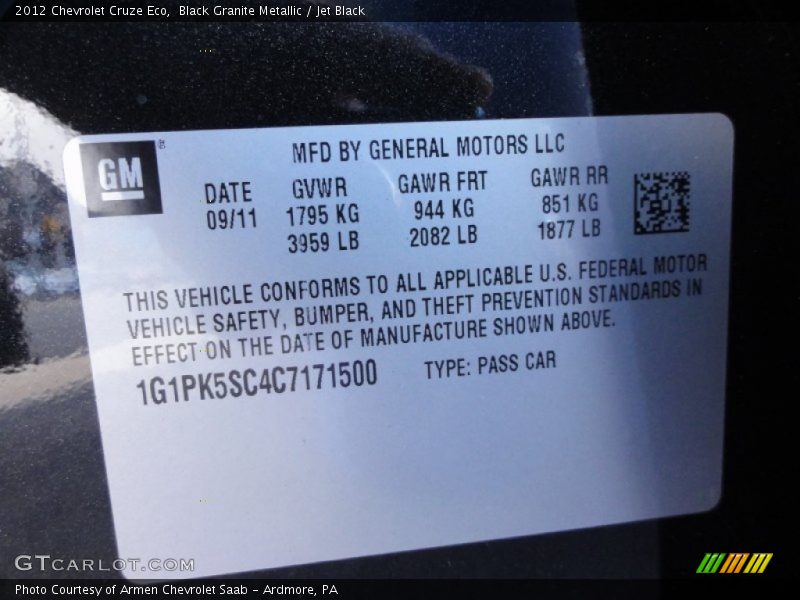 2012 Chevrolet Cruze Eco,  Black Granite Metallic / Jet Black
GM
MFD BY GENERAL MOTORS LLC
DATE GVWR GAWR FRT GAWR RR
09/11 1795 KG 944 KG 851 KG
3959 LB 2082 LB 1877 LB
THIS VEHICLE CONFORMS TO ALL APPLICABLE U.S. FEDERAL MOTOR
VEHICLE SAFETY, BUMPER, AND THEFT PREVENTION STANDARDS IN
EFFECT ON THE DATE OF MANUFACTURE SHOWN ABOVE.
1G1PK5SC4C7171500 TYPE: PASS CAR
GTcarlot.com
Photo Courtesy of Armen Chevrolet Saab - Ardmore, PA